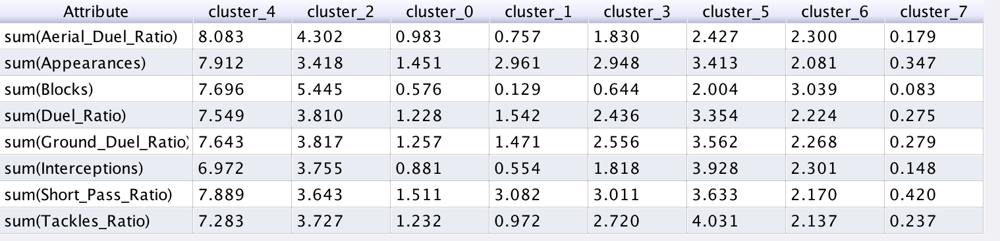 Attribute cluster_4 cluster_2 cluster_0 cluster_1 cluster_3 cluster_5 cluster_6 cluster_7
sum(Aerial_Duel_Ratio) 8.083 4.302 0.983 0.757 1.830 2.427 2.300 0.179
sum(Appearances) 7.912 3.418 1.451 2.961 2.948 3.413 2.081 0.347
sum(Blocks) 7.696 5.445 0.576 0.129 0.644 2.004 3.039 0.083
sum(Duel_Ratio) 7.549 3.810 1.228 1.542 2.436 3.354 2.224 0.275
sum(Ground_Duel_Ratio) 7.643 3.817 1.257 1.471 2.556 3.562 2.268 0.279
sum(Interceptions) 6.972 3.755 0.881 0.554 1.818 3.928 2.301 0.148
sum(Short_Pass_Ratio) 7.889 3.643 1.511 3.082 3.011 3.633 2.170 0.420
sum(Tackles_Ratio) 7.283 3.727 1.232 0.972 2.720 4.031 2.137 0.237